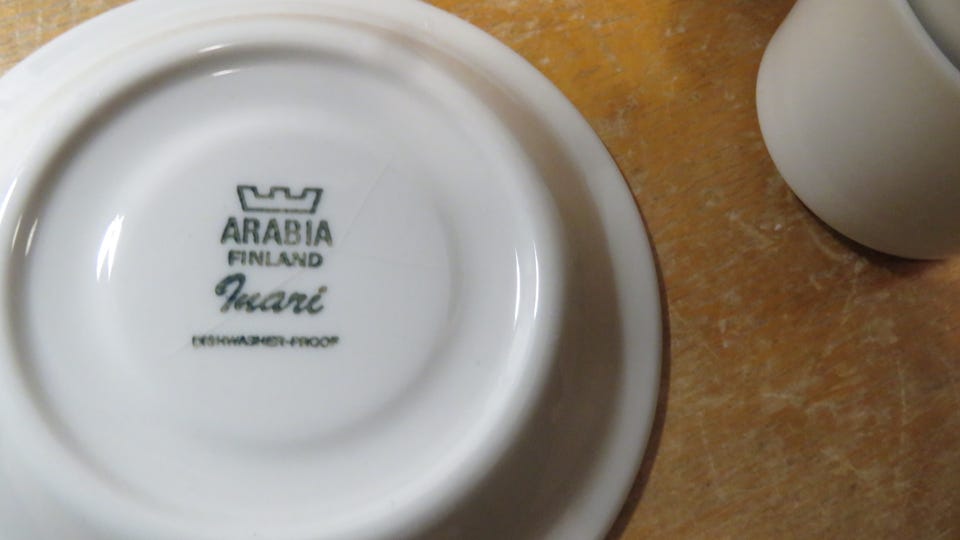 ARABIA
FINLAND
Inari
DISHWASHER-PROOF